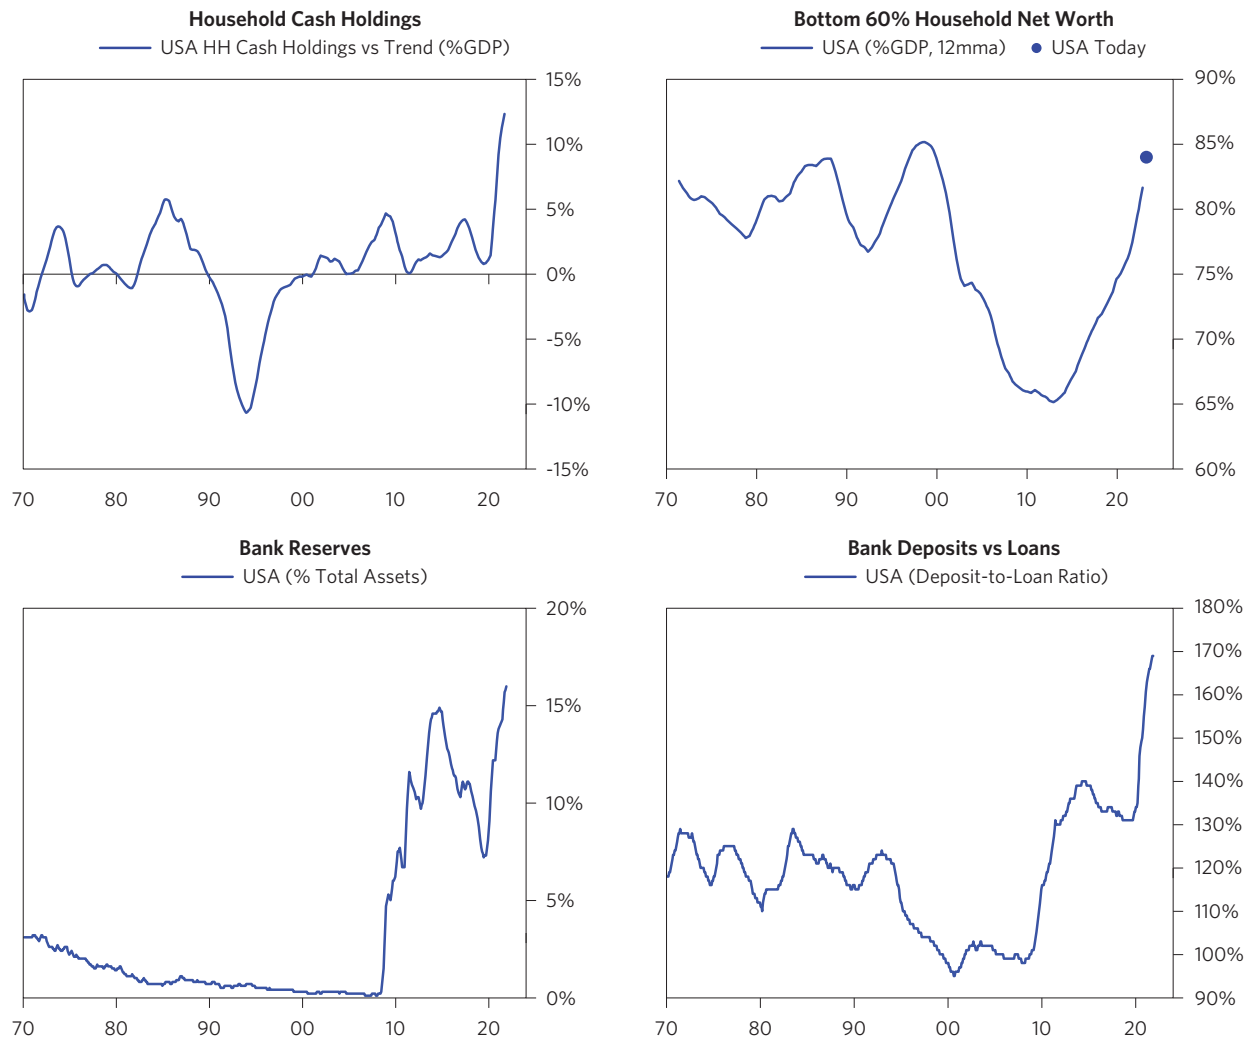 Household Cash Holdings
USA HH Cash Holdings vs Trend (%GDP)
15%
10%
5%
0%
-5%
-10%
-15%
70 80 90 00 10 20
Bottom 60% Household Net Worth
USA (%GDP, 12mma) USA Today
90%
85%
80%
75%
70%
65%
60%
70 80 90 00 10 20
Bank Reserves
USA (% Total Assets)
20%
15%
10%
5%
0%
70 80 90 00 10 20
Bank Deposits vs Loans
USA (Deposit-to-Loan Ratio)
180%
170%
160%
150%
140%
130%
120%
110%
100%
90%
70 80 90 00 10 20